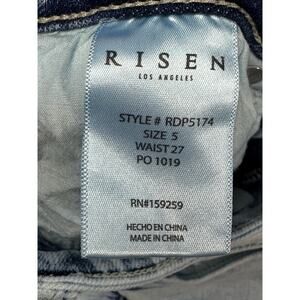 RISEN
LOS ANGELES
STYLE # RDP5174
SIZE 5
WAIST 27
PO 1019
RN#159259
HECHO EN CHINA
MADE IN CHINA